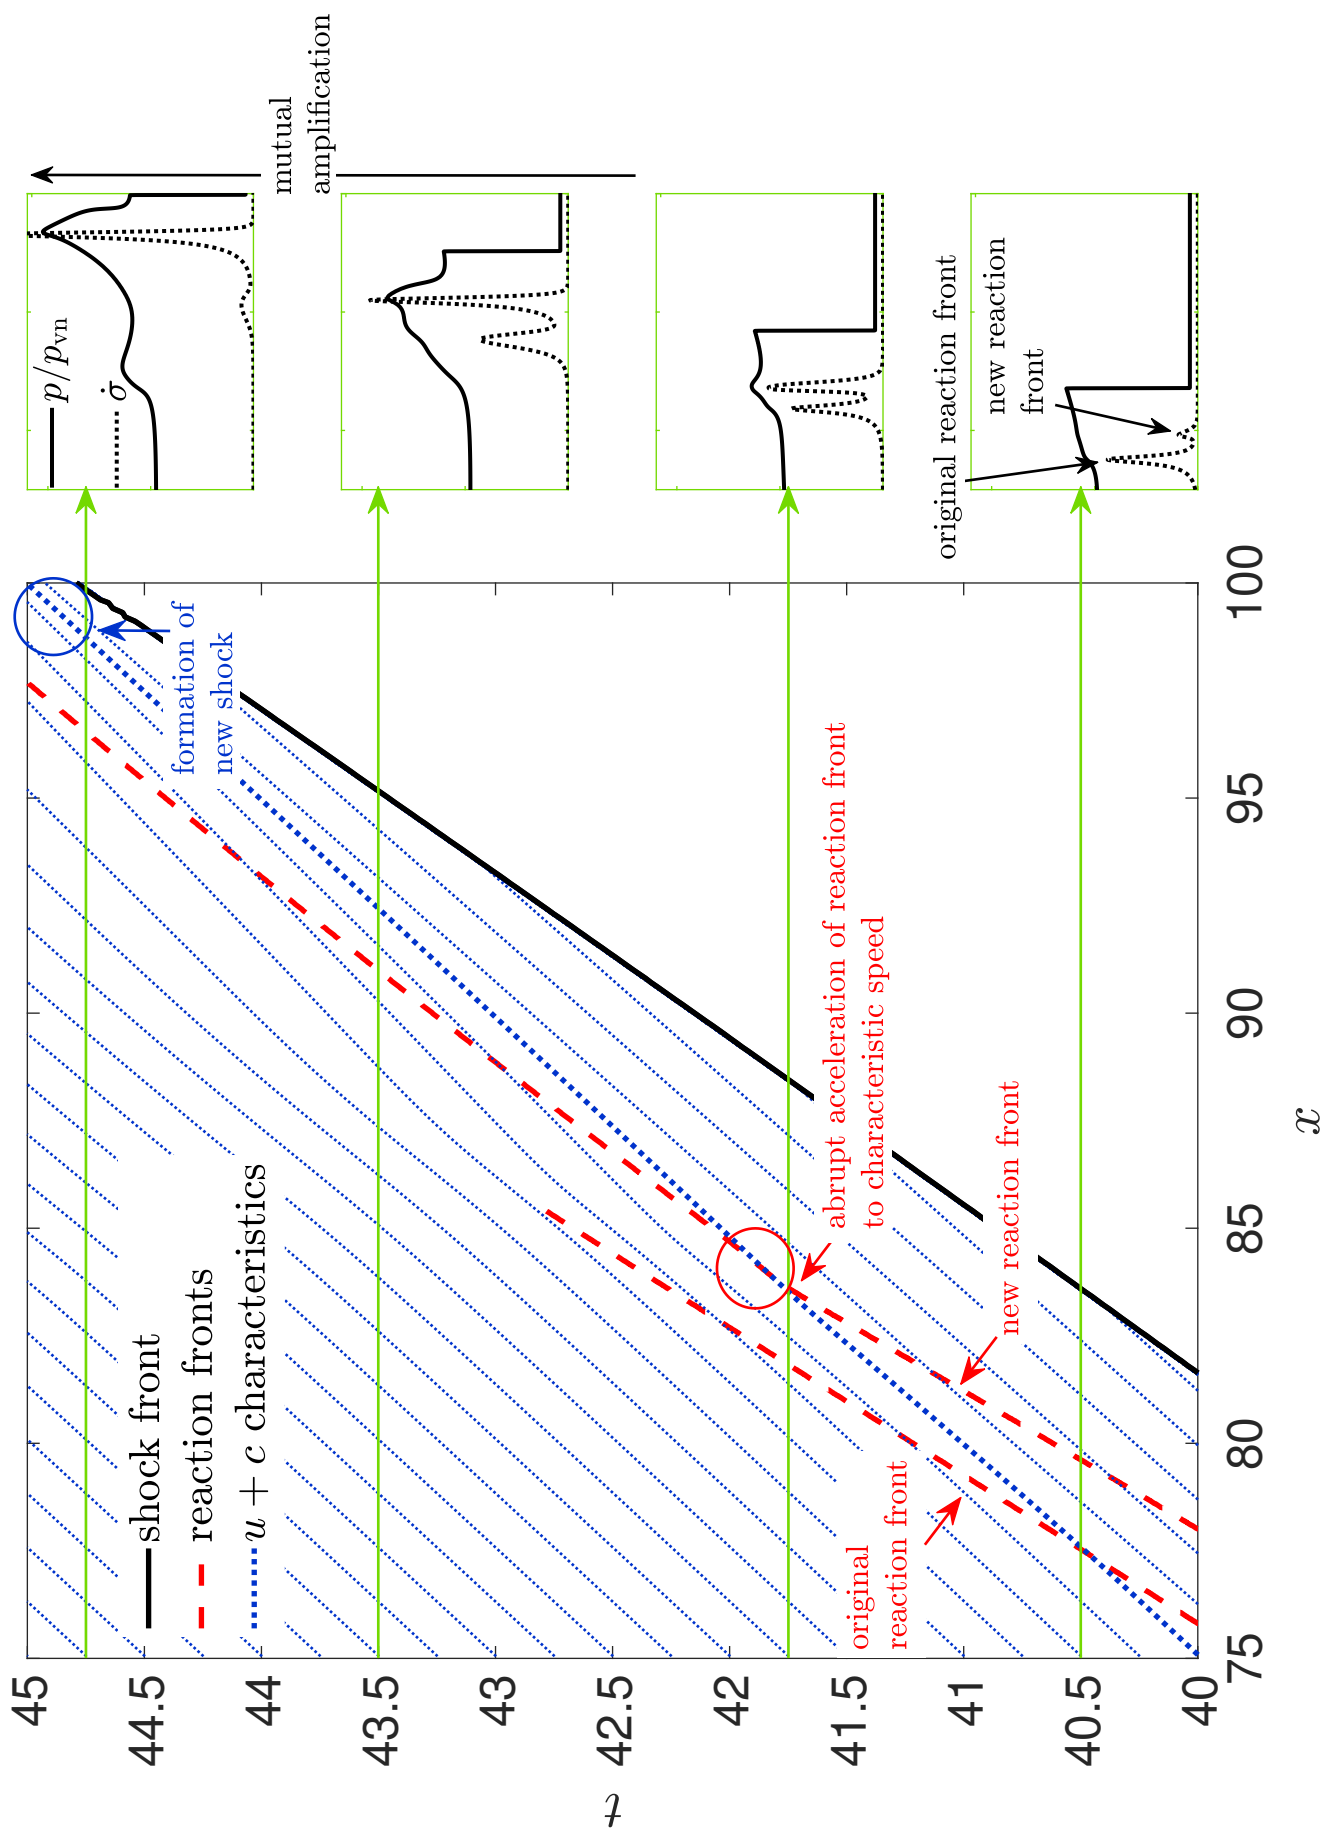 shock front
reaction fronts
u + c characteristics
formation of
new shock
abrupt acceleration of reaction front
to characteristic speed
new reaction front
original
reaction front
p/p_vn
σ̇
mutual
amplification
original reaction front
new reaction
front
45
44.5
44
43.5
43
42.5
42
41.5
41
40.5
40
t
75
80
85
90
95
100
x